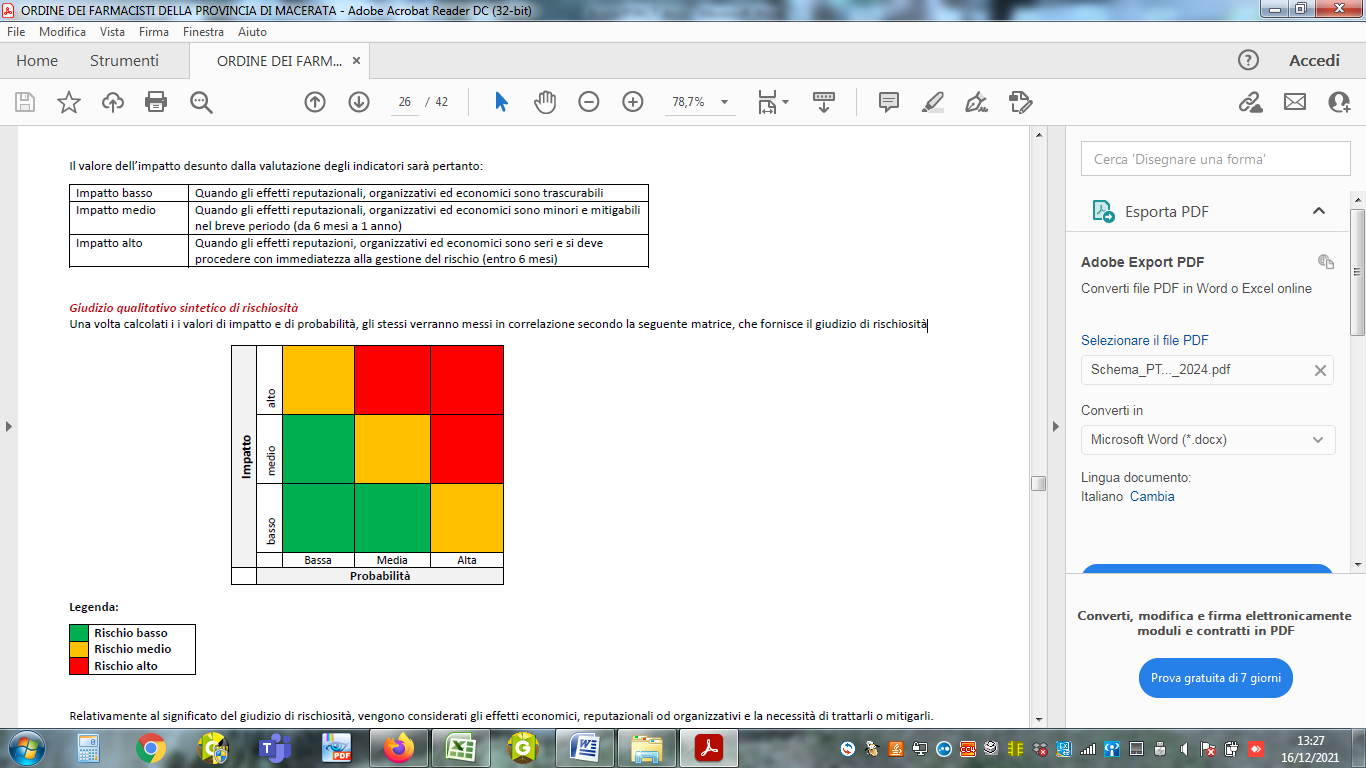 ORDINE DEI FARMACISTI DELLA PROVINCIA DI MACERATA - Adobe Acrobat Reader DC (32-bit)
File Modifica Vista Firma Finestra Aiuto
Home Strumenti ORDINE DEI FARM... × Accedi
26 / 42 78,7%
Il valore dell'impatto desunto dalla valutazione degli indicatori sarà pertanto:
Impatto basso Quando gli effetti reputazionali, organizzativi ed economici sono trascurabili
Impatto medio Quando gli effetti reputazionali, organizzativi ed economici sono minori e mitigabili
nel breve periodo (da 6 mesi a 1 anno)
Impatto alto Quando gli effetti reputazioni, organizzativi ed economici sono seri e si deve
procedere con immediatezza alla gestione del rischio (entro 6 mesi)
Giudizio qualitativo sintetico di rischiosità
Una volta calcolati i i valori di impatto e di probabilità, gli stessi verranno messi in correlazione secondo la seguente matrice, che fornisce il giudizio di rischiosità
Impatto
alto
medio
basso
Bassa Media Alta
Probabilità
Legenda:
Rischio basso
Rischio medio
Rischio alto
Relativamente al significato del giudizio di rischiosità, vengono considerati gli effetti economici, reputazionali od organizzativi e la necessità di trattarli o mitigarli.
Cerca 'Disegnare una forma'
Esporta PDF
Adobe Export PDF
Converti file PDF in Word o Excel online
Selezionare il file PDF
Schema_PT..._2024.pdf
Converti in
Microsoft Word (*.docx)
Lingua documento:
Italiano Cambia
Converti, modifica e firma elettronicamente
moduli e contratti in PDF
Prova gratuita di 7 giorni
13:27
16/12/2021